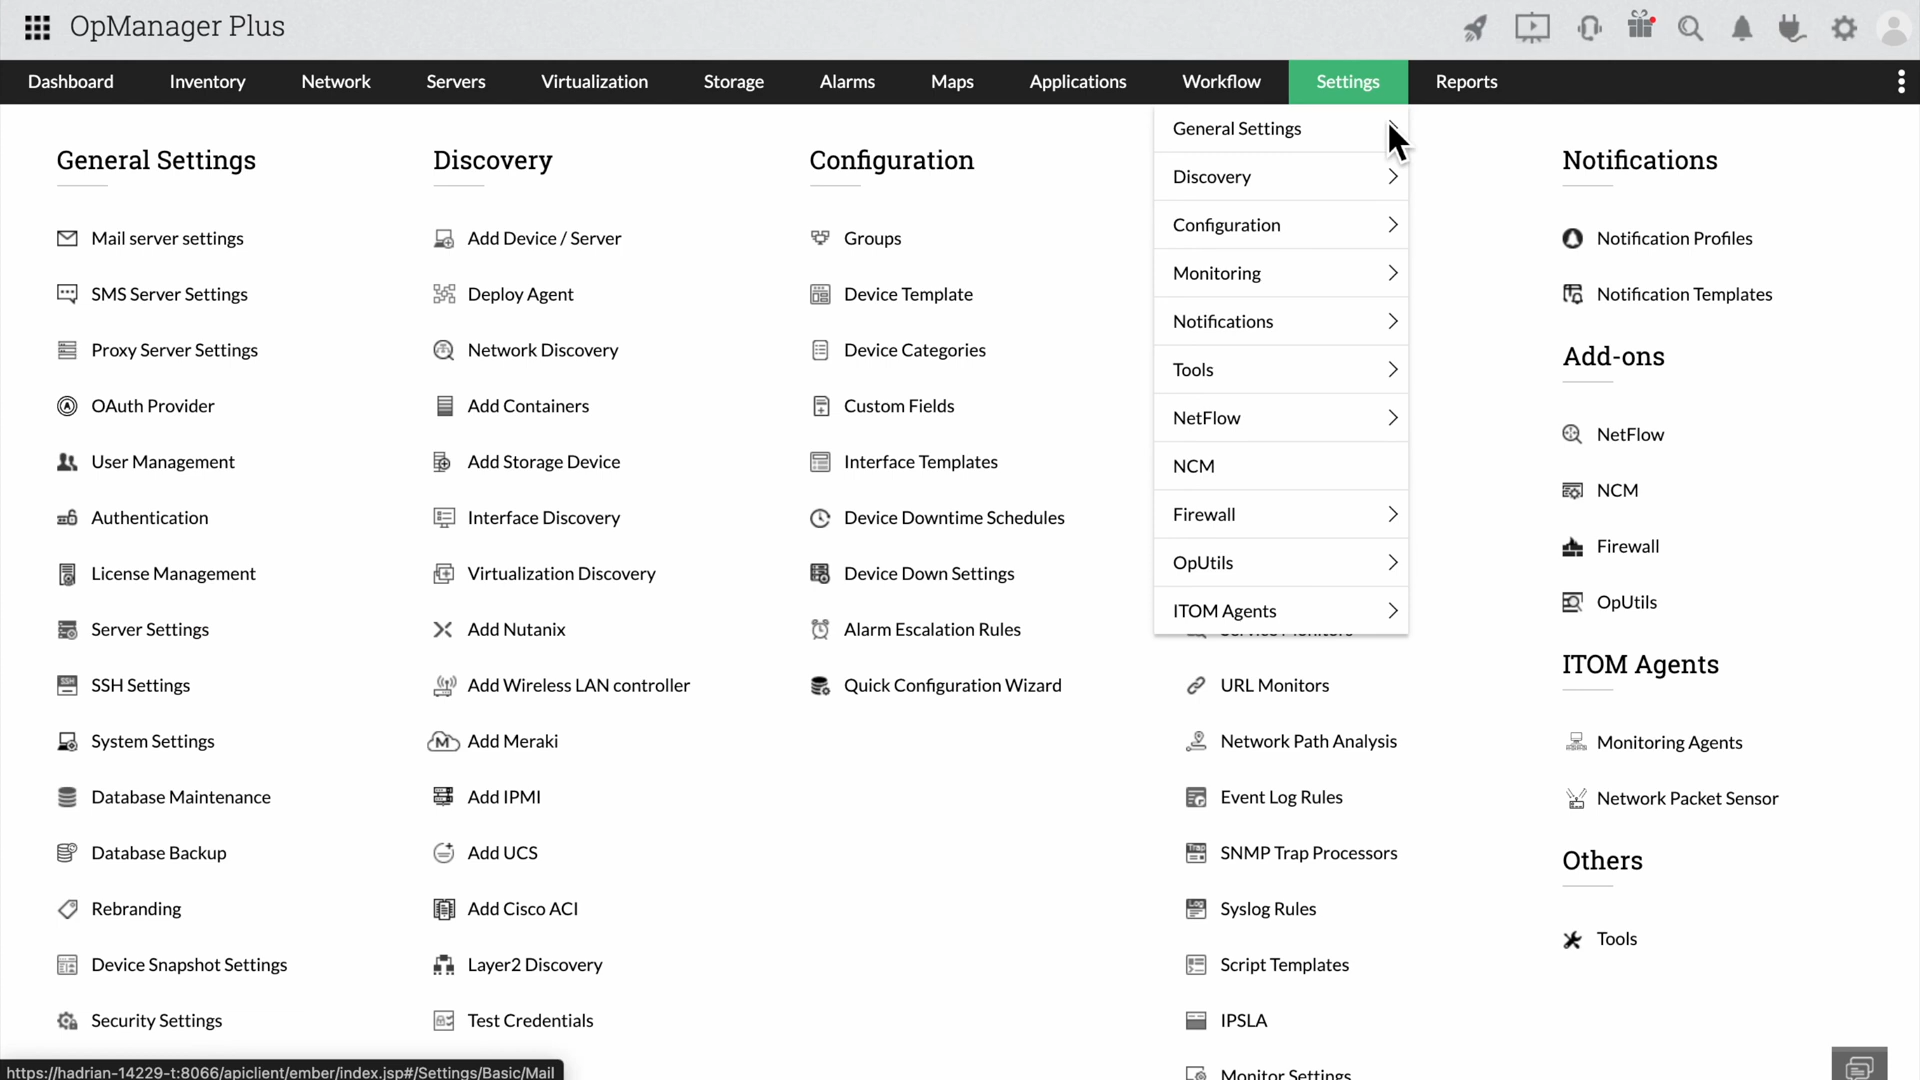 OpManager Plus
Dashboard Inventory Network Servers Virtualization Storage Alarms Maps Applications Workflow Settings Reports
General Settings
Mail server settings
SMS Server Settings
Proxy Server Settings
OAuth Provider
User Management
Authentication
License Management
Server Settings
SSH Settings
System Settings
Database Maintenance
Database Backup
Rebranding
Device Snapshot Settings
Security Settings
Discovery
Add Device / Server
Deploy Agent
Network Discovery
Add Containers
Add Storage Device
Interface Discovery
Virtualization Discovery
Add Nutanix
Add Wireless LAN controller
Add Meraki
Add IPMI
Add UCS
Add Cisco ACI
Layer2 Discovery
Test Credentials
Configuration
Groups
Device Template
Device Categories
Custom Fields
Interface Templates
Device Downtime Schedules
Device Down Settings
Alarm Escalation Rules
Quick Configuration Wizard
General Settings
Discovery
Configuration
Monitoring
Notifications
Tools
NetFlow
NCM
Firewall
OpUtils
ITOM Agents
Service Monitors
URL Monitors
Network Path Analysis
Event Log Rules
SNMP Trap Processors
Syslog Rules
Script Templates
IPSLA
Monitor Settings
Notifications
Notification Profiles
Notification Templates
Add-ons
NetFlow
NCM
Firewall
OpUtils
ITOM Agents
Monitoring Agents
Network Packet Sensor
Others
Tools
https://hadrian-14229-t:8066/apiclient/ember/index.jsp#/Settings/Basic/Mail